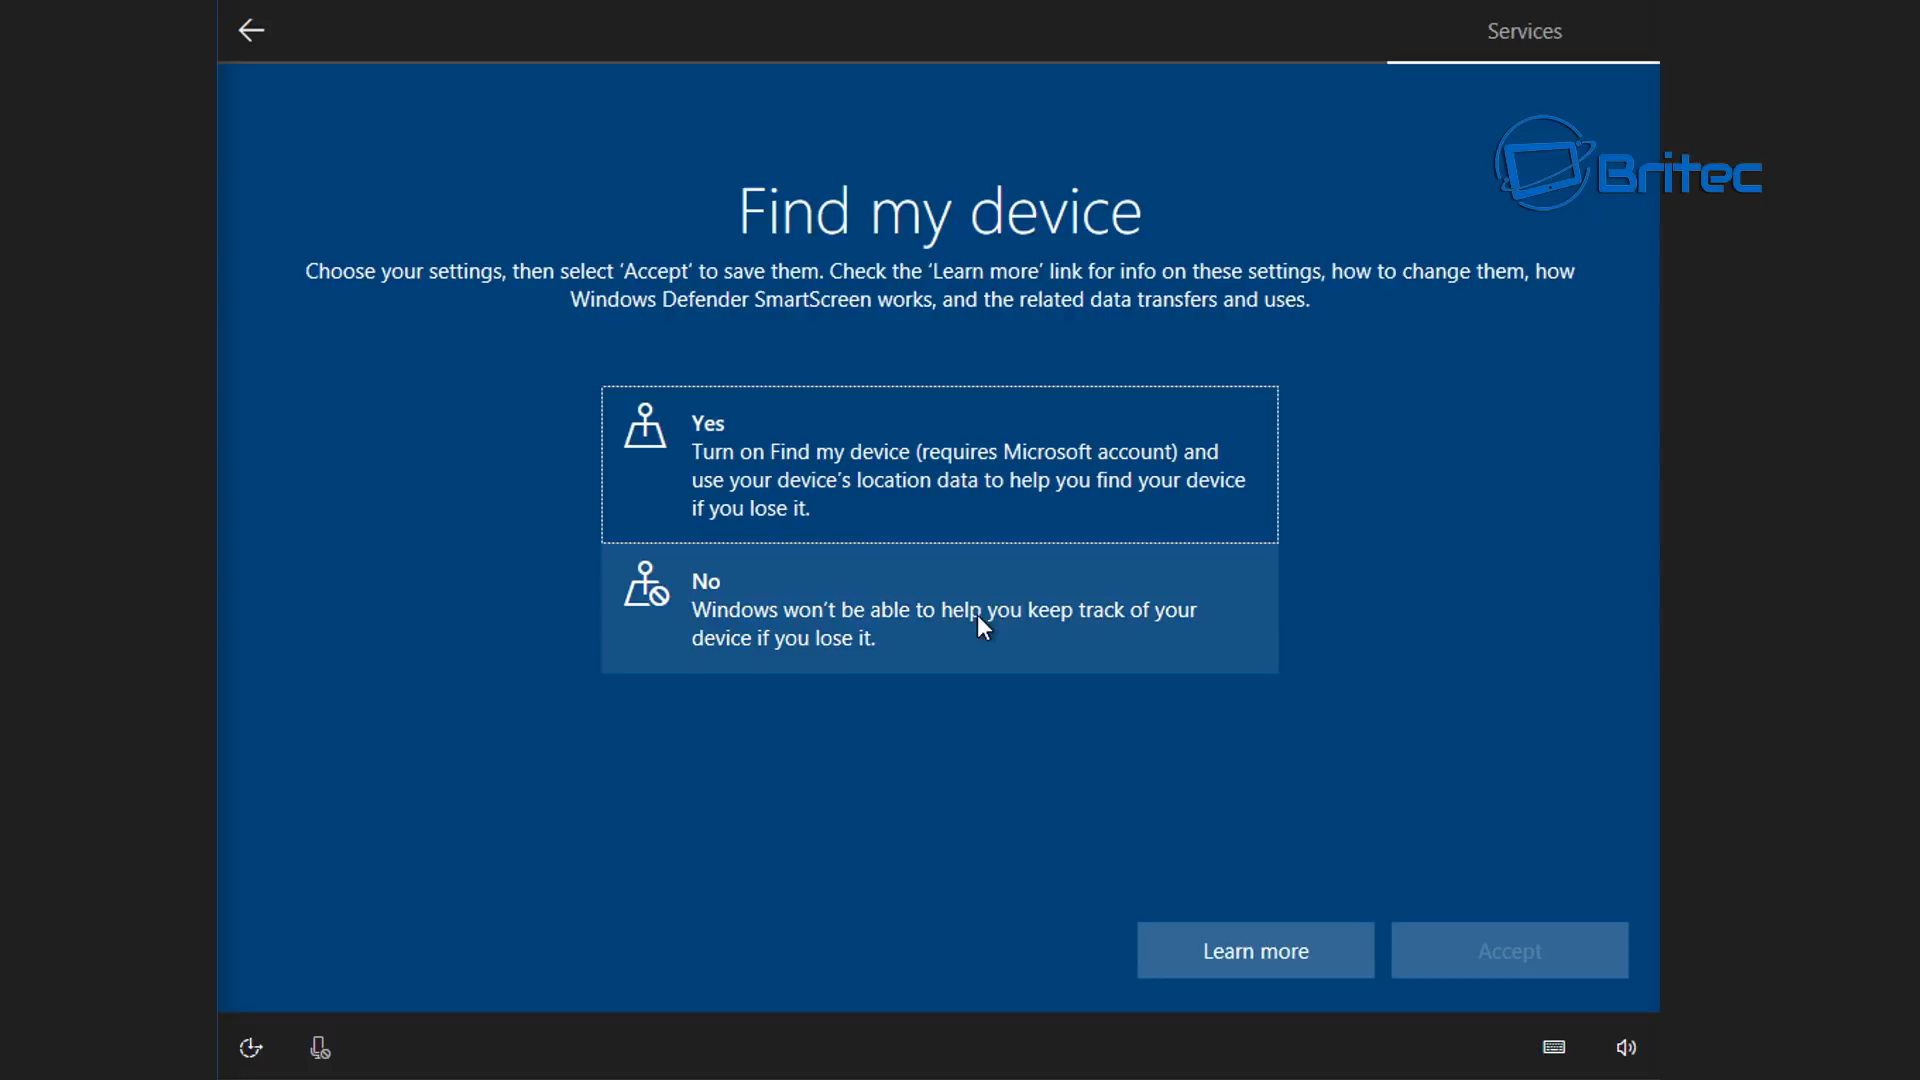 Services
Britec
Find my device
Choose your settings, then select ‘Accept‘ to save them. Check the ‘Learn more’ link for info on these settings, how to change them, how
Windows Defender SmartScreen works, and the related data transfers and uses.
Yes
Turn on Find my device (requires Microsoft account) and
use your device’s location data to help you find your device
if you lose it.
No
Windows won’t be able to help you keep track of your
device if you lose it.
Learn more
Accept